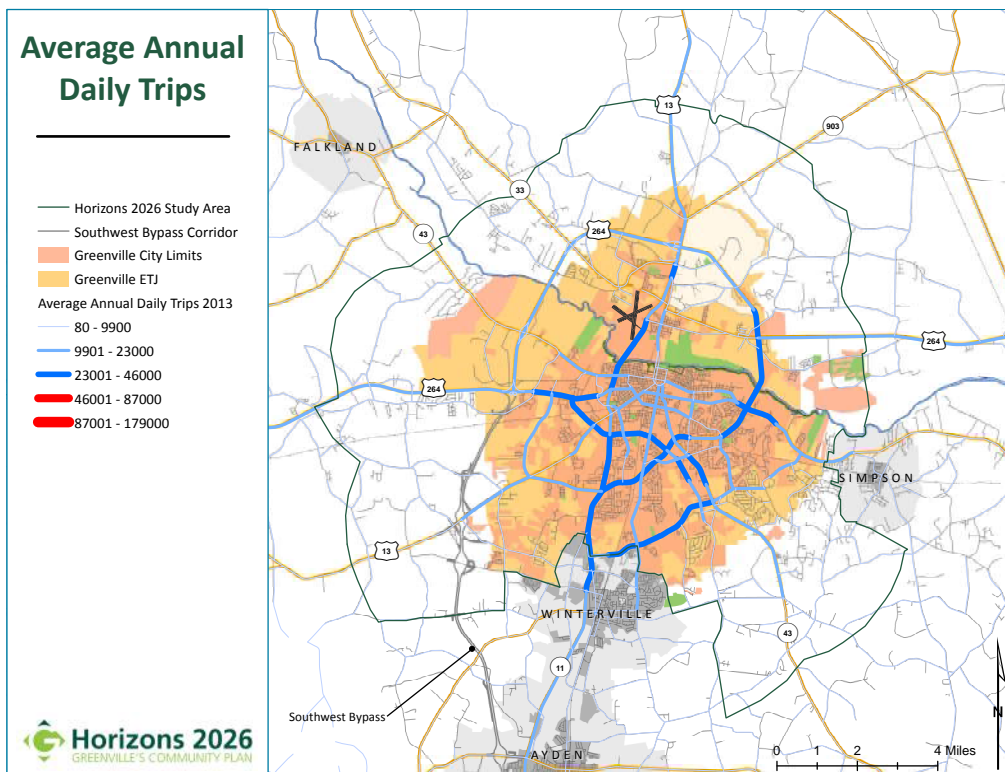 Average Annual
Daily Trips
Horizons 2026 Study Area
Southwest Bypass Corridor
Greenville City Limits
Greenville ETJ
Average Annual Daily Trips 2013
80 - 9900
9901 - 23000
23001 - 46000
46001 - 87000
87001 - 179000
Horizons 2026
GREENVILLE'S COMMUNITY PLAN
13
903
FALKLAND
33
43
264
264
264
SIMPSON
13
WINTERVILLE
43
11
Southwest Bypass
N
AYDEN
0 1 2 4 Miles